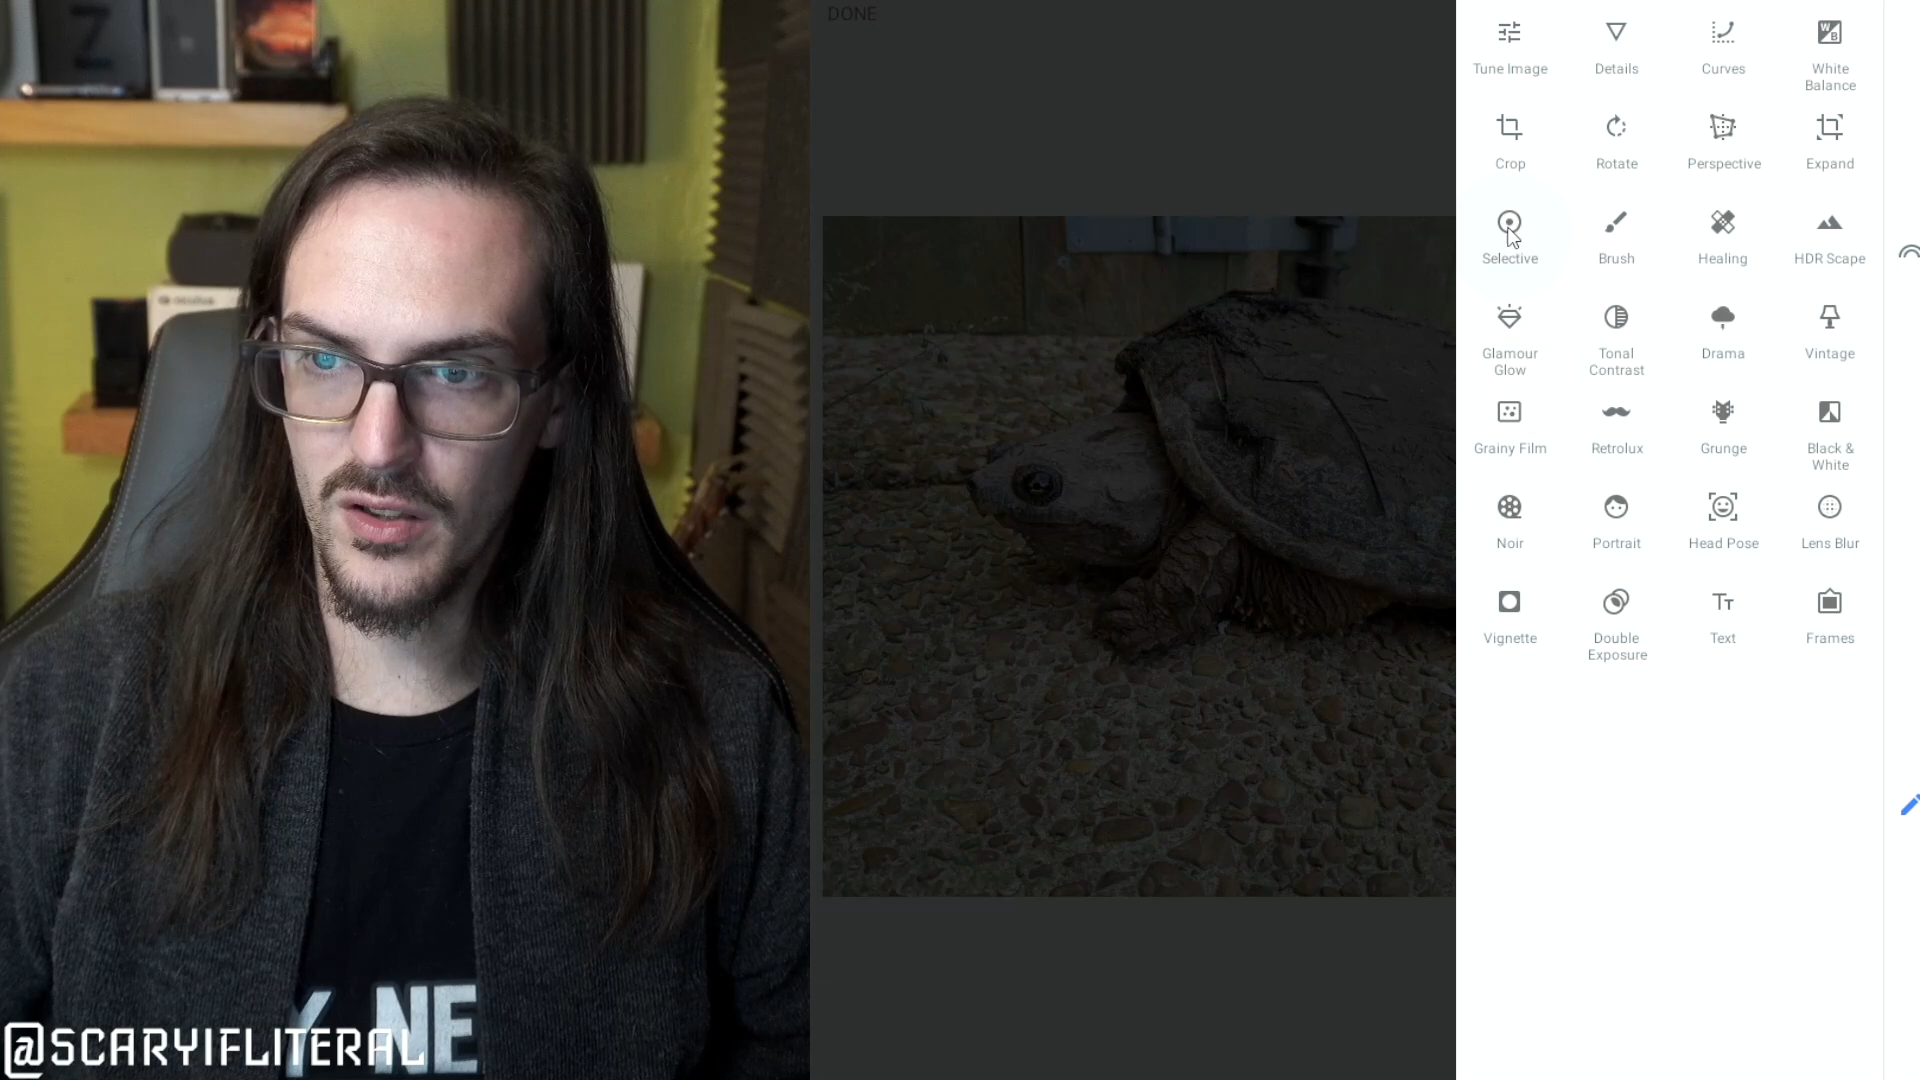 DONE
Tune Image
Details
Curves
White
Balance
Crop
Rotate
Perspective
Expand
Selective
Brush
Healing
HDR Scape
Glamour
Glow
Tonal
Contrast
Drama
Vintage
Grainy Film
Retrolux
Grunge
Black &
White
Noir
Portrait
Head Pose
Lens Blur
Vignette
Double
Exposure
Text
Frames
oculus
Y NE
@SCARYIFLITERAL